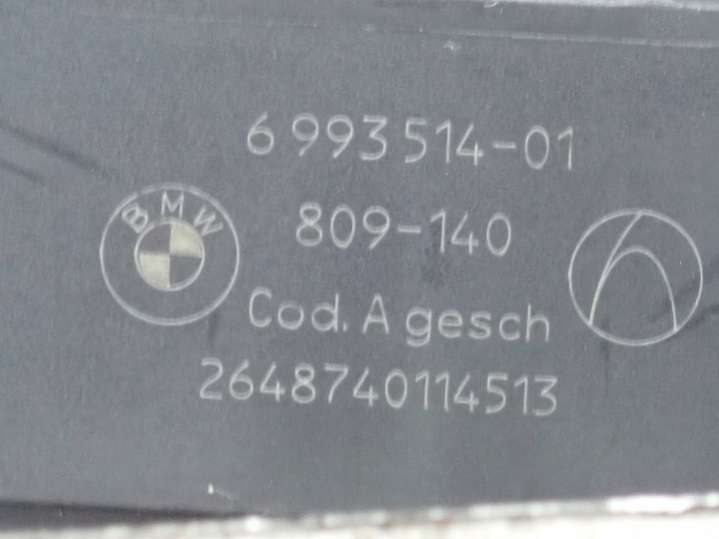 6 993 514-01
809-140
BMW
Cod. A gesch
2648740114513